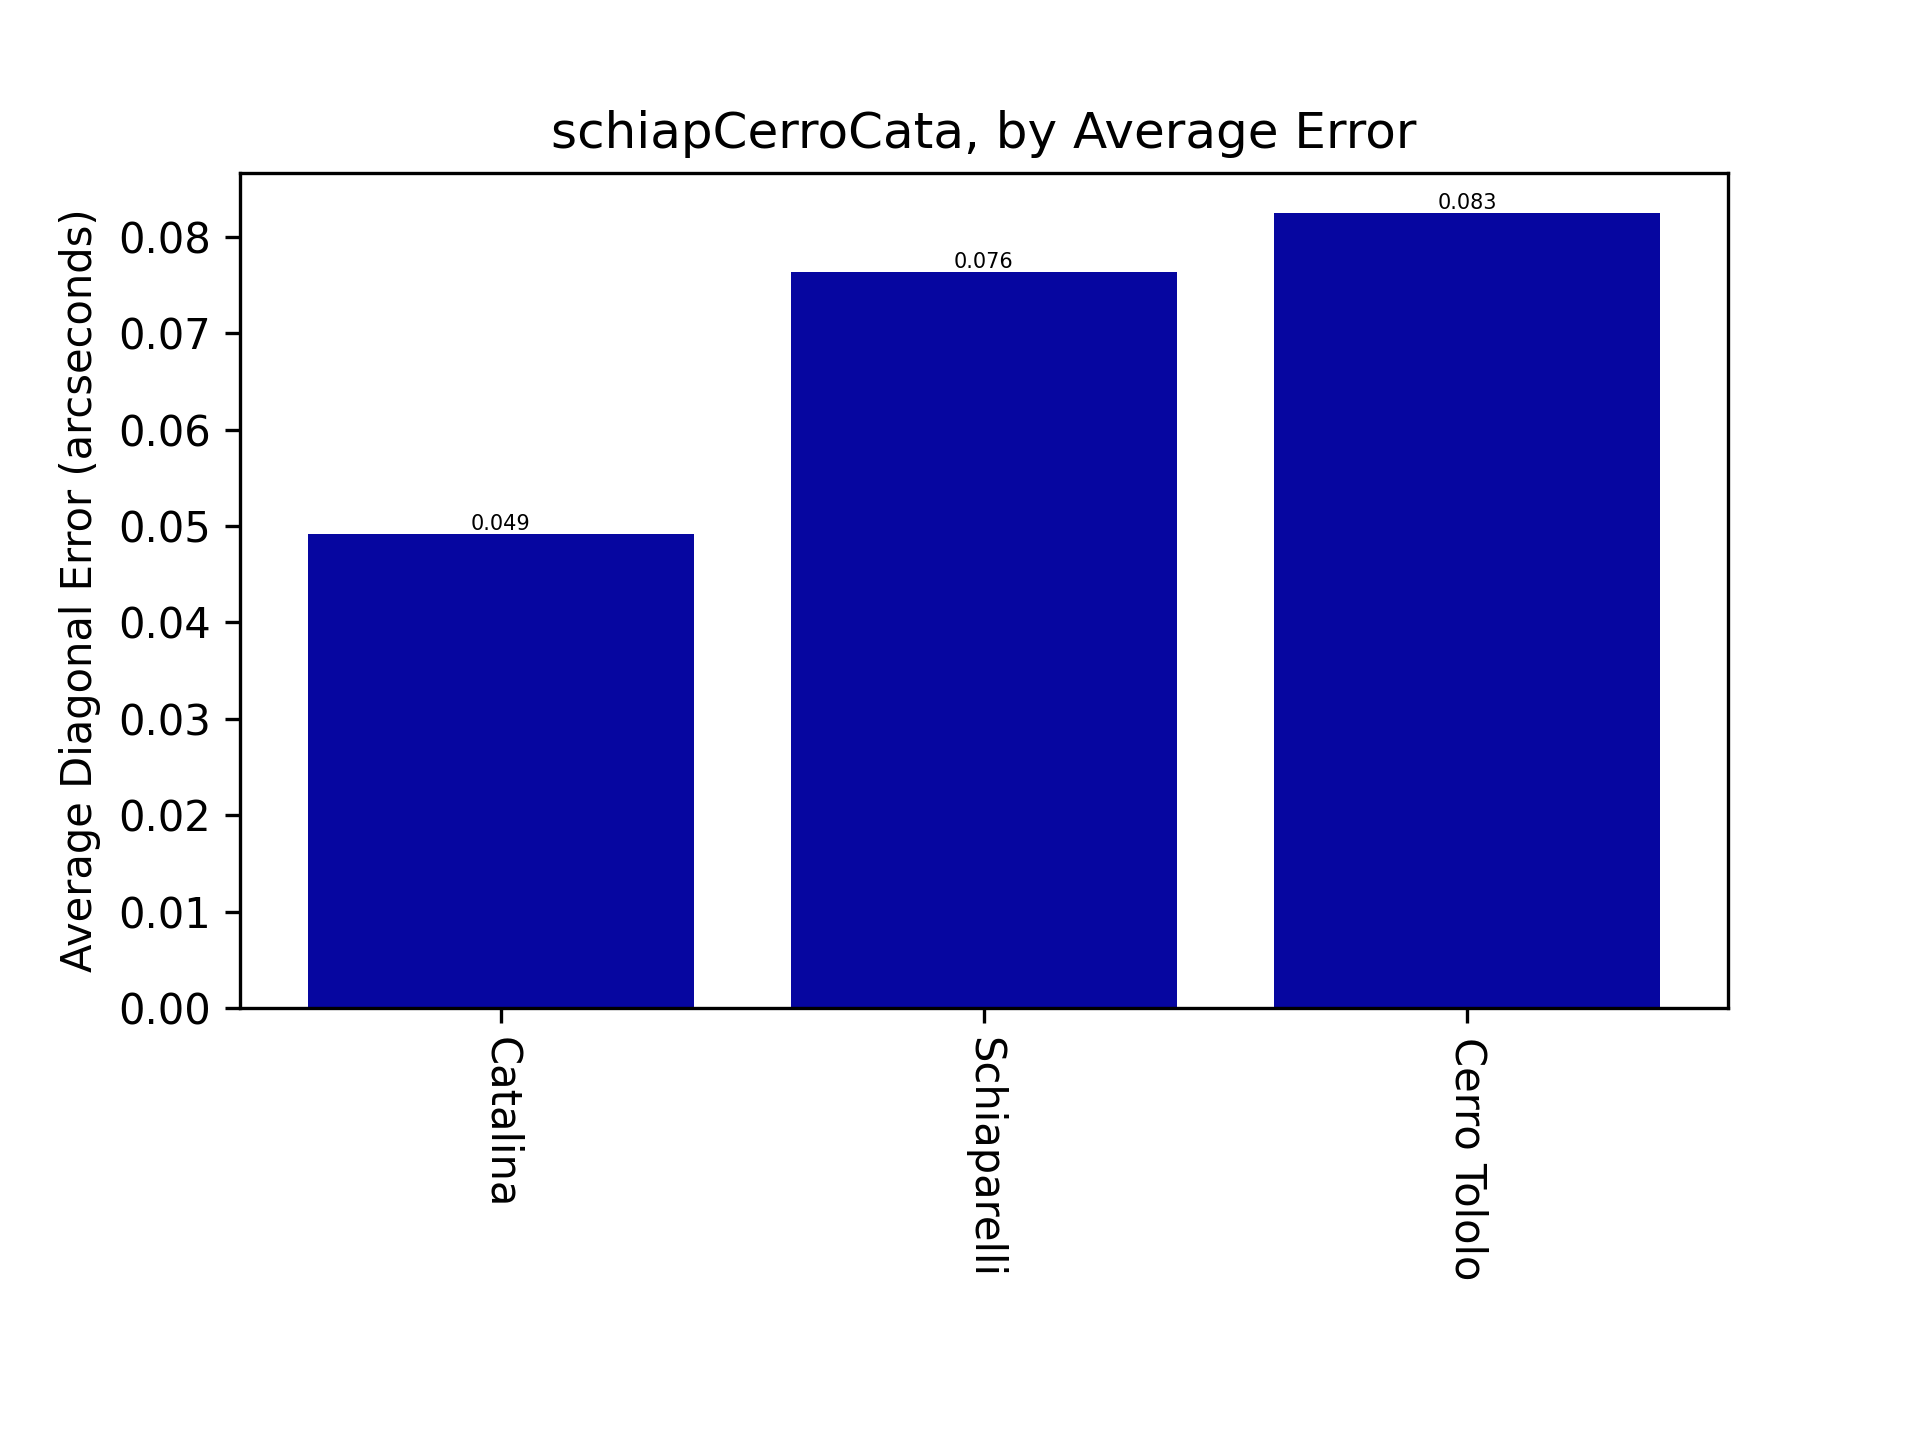 schiapCerroCata, by Average Error
Average Diagonal Error (arcseconds)
0.08
0.07
0.06
0.05
0.04
0.03
0.02
0.01
0.00
0.049
0.076
0.083
Catalina
Schiaparelli
Cerro Tololo